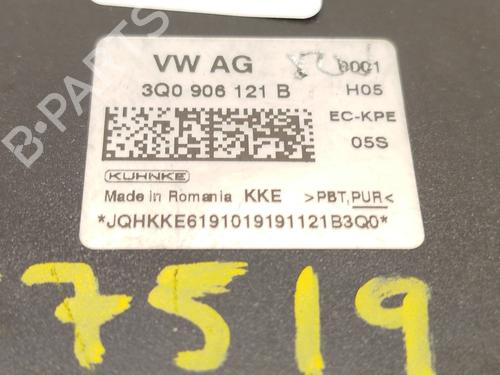 VW AG
0001
3Q0 906 121 B
H05
EC-KPE
05S
KUHNKE
Made in Romania KKE >PBT,PUR<
*JQHKKE6191019191121B3Q0*
7519
B-PARTS